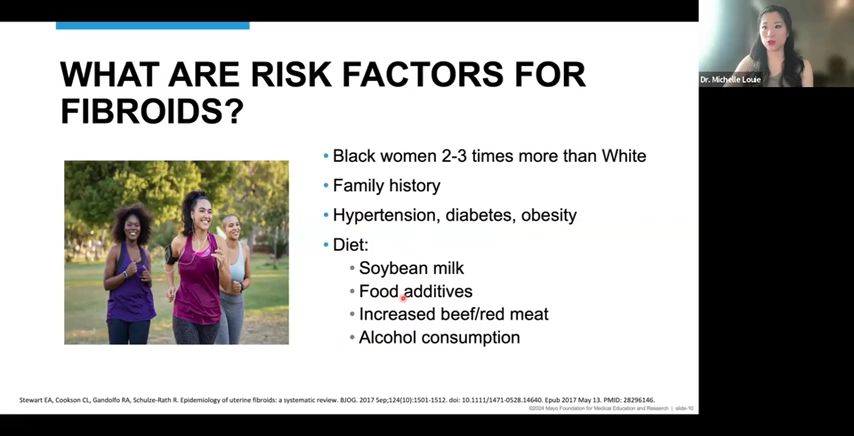 WHAT ARE RISK FACTORS FOR
FIBROIDS?
• Black women 2-3 times more than White
• Family history
• Hypertension, diabetes, obesity
• Diet:
• Soybean milk
• Food additives
• Increased beef/red meat
• Alcohol consumption
Stewart EA, Cookson CL, Gandolfo RA, Schulze-Rath R. Epidemiology of uterine fibroids: a systematic review. BJOG. 2017 Sep;124(10):1501-1512. doi: 10.1111/1471-0528.14640. Epub 2017 May 13. PMID: 28296146.
©2024 Mayo Foundation for Medical Education and Research | slide-10
Dr. Michelle Louie